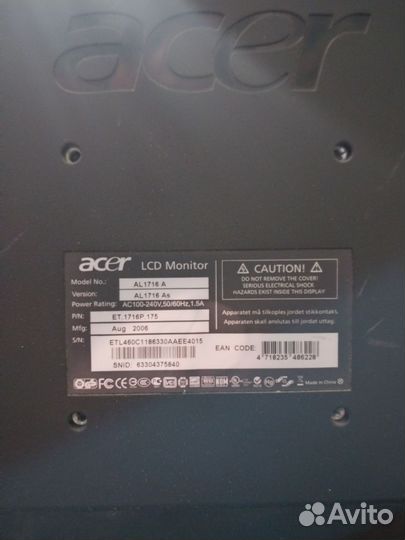 acer
acer LCD Monitor
Model No.: AL1716 A
Version: AL1716 As
Power Rating: AC100-240V,50/60Hz,1.5A
P/N: ET.1716P.175
Mfg: Aug 2006
S/N: ETL460C1186330AAEE4015
SNID: 63304375640
CAUTION!
DO NOT REMOVE THE COVER!
SERIOUS ELECTRICAL SHOCK
HAZARDS EXIST INSIDE THIS DISPLAY
Apparatet må tilkoples jordet stikkontakt.
Apparaten skall anslutas till jordat uttag.
EAN CODE:
4 718235 486228
Made in China
Avito